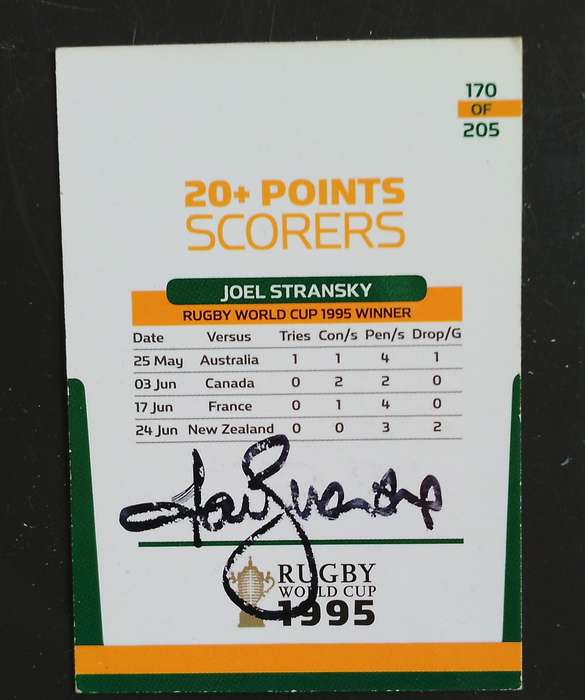 170
OF
205
20+ POINTS
SCORERS
JOEL STRANSKY
RUGBY WORLD CUP 1995 WINNER
Date Versus Tries Con/s Pen/s Drop/G
25 May Australia 1 1 4 1
03 Jun Canada 0 2 2 0
17 Jun France 0 1 4 0
24 Jun New Zealand 0 0 3 2
Joel Stransky
RUGBY
WORLD CUP
1995